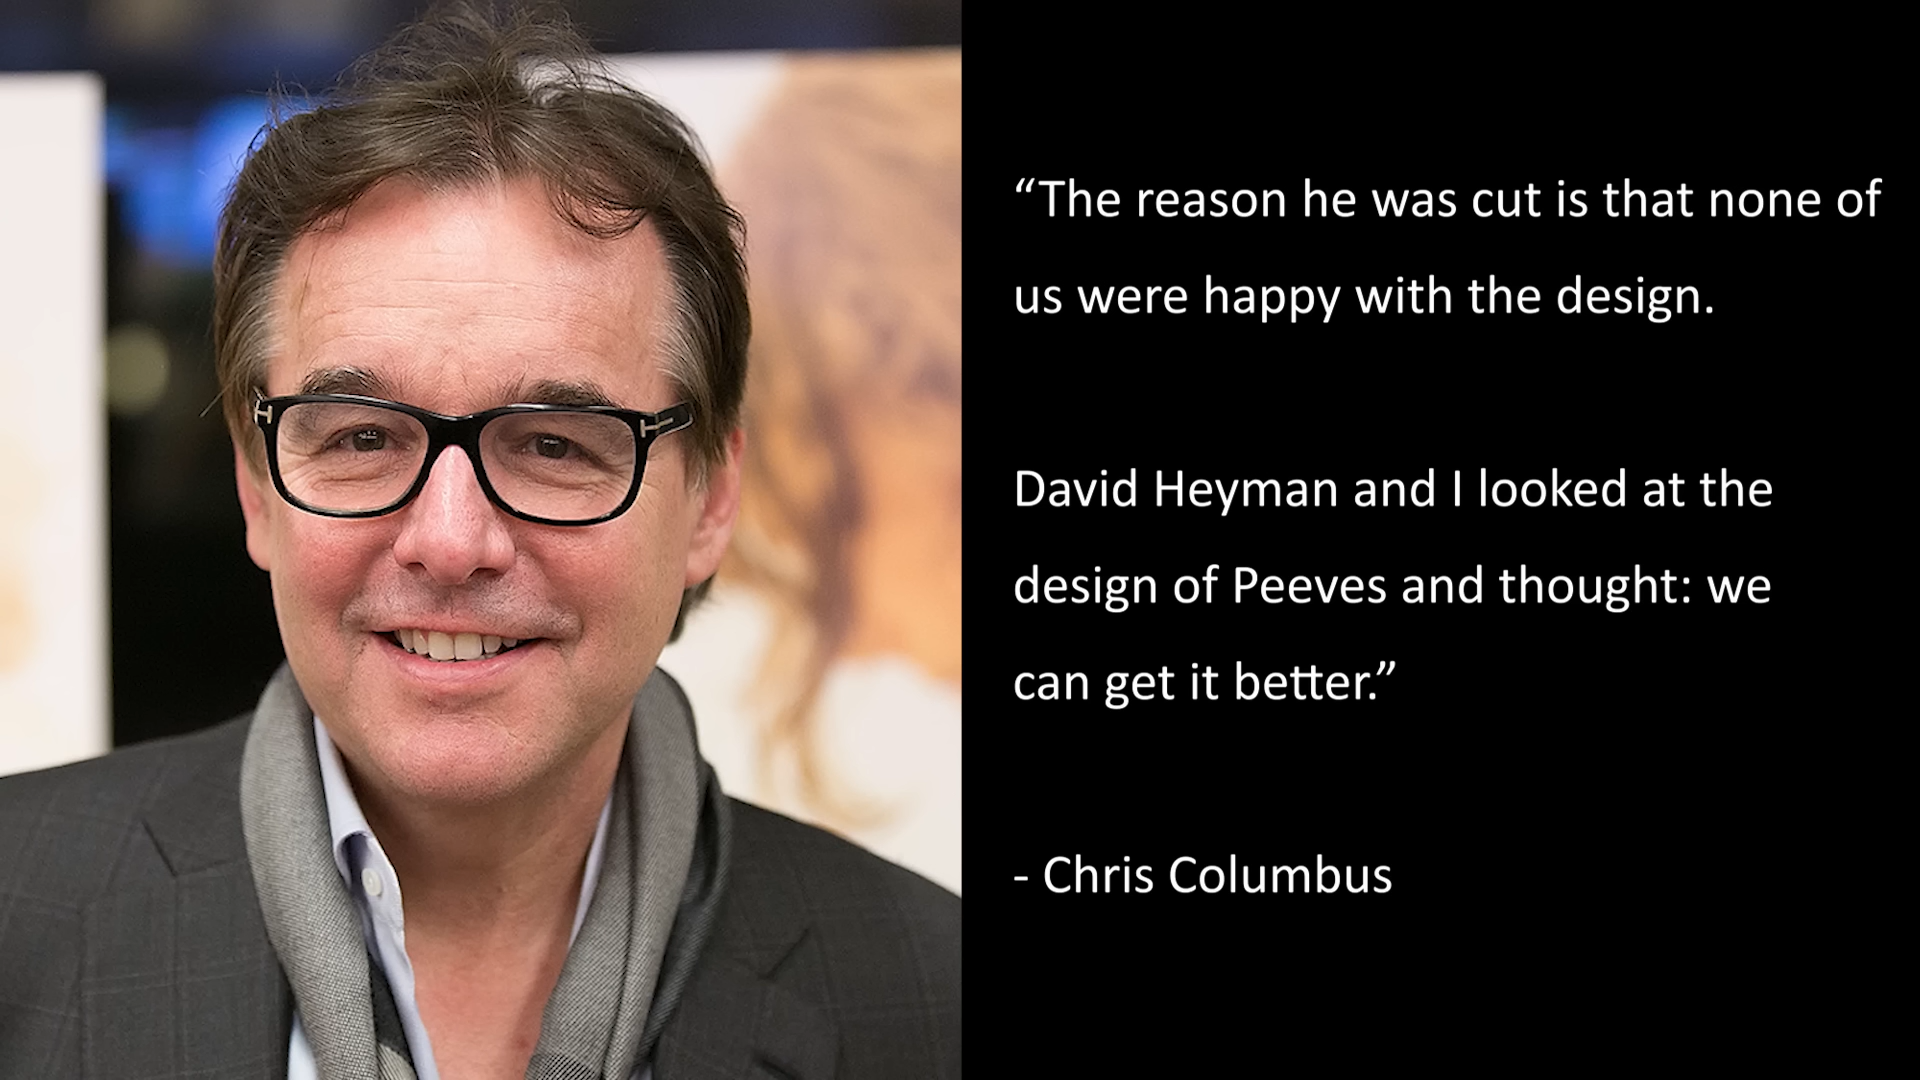 “The reason he was cut is that none of
us were happy with the design.
David Heyman and I looked at the
design of Peeves and thought: we
can get it better.”
- Chris Columbus